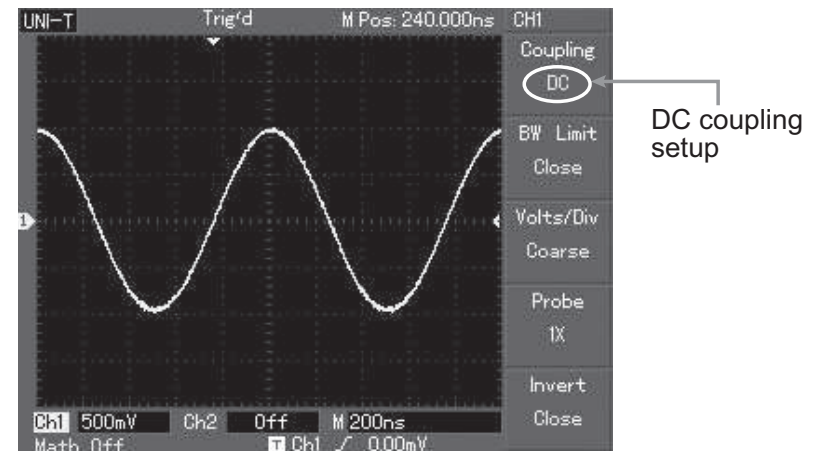 UNI-T Trig'd M Pos: 240.000ns CH1
Coupling
DC
DC coupling
setup
BW Limit
Close
1
Volts/Div
Coarse
Probe
1X
Invert
Close
Ch1 500mV Ch2 Off M 200ns
Math Off T Ch1 0.00mV